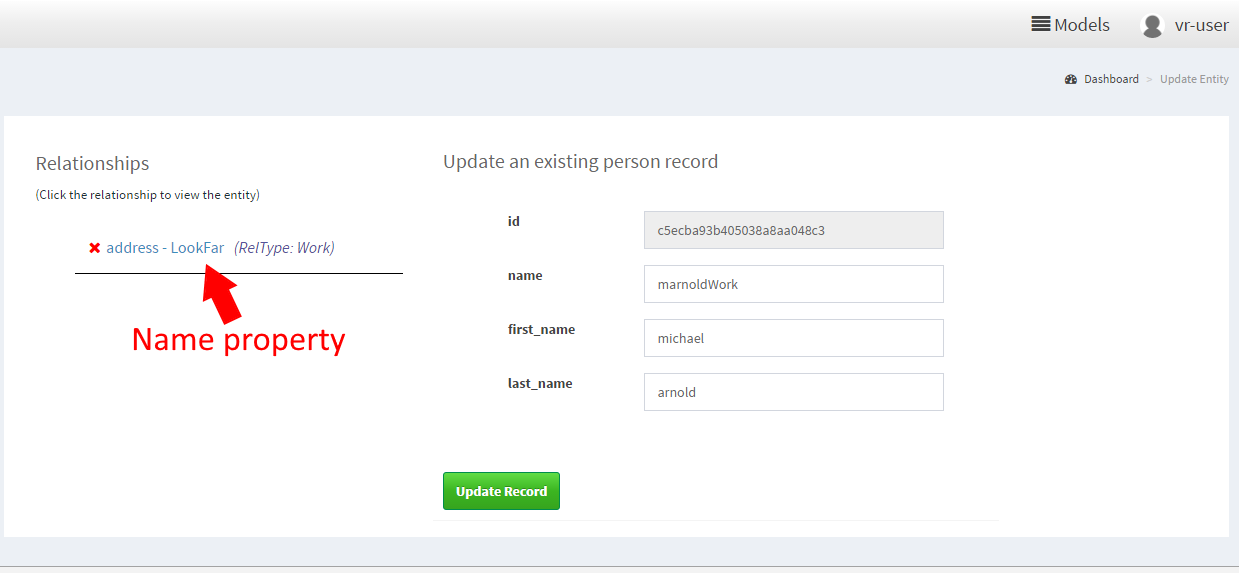 Models vr-user
Dashboard > Update Entity
Relationships
(Click the relationship to view the entity)
address - LookFar (RelType: Work)
Name property
Update an existing person record
id c5ecba93b405038a8aa048c3
name marnoldWork
first_name michael
last_name arnold
Update Record